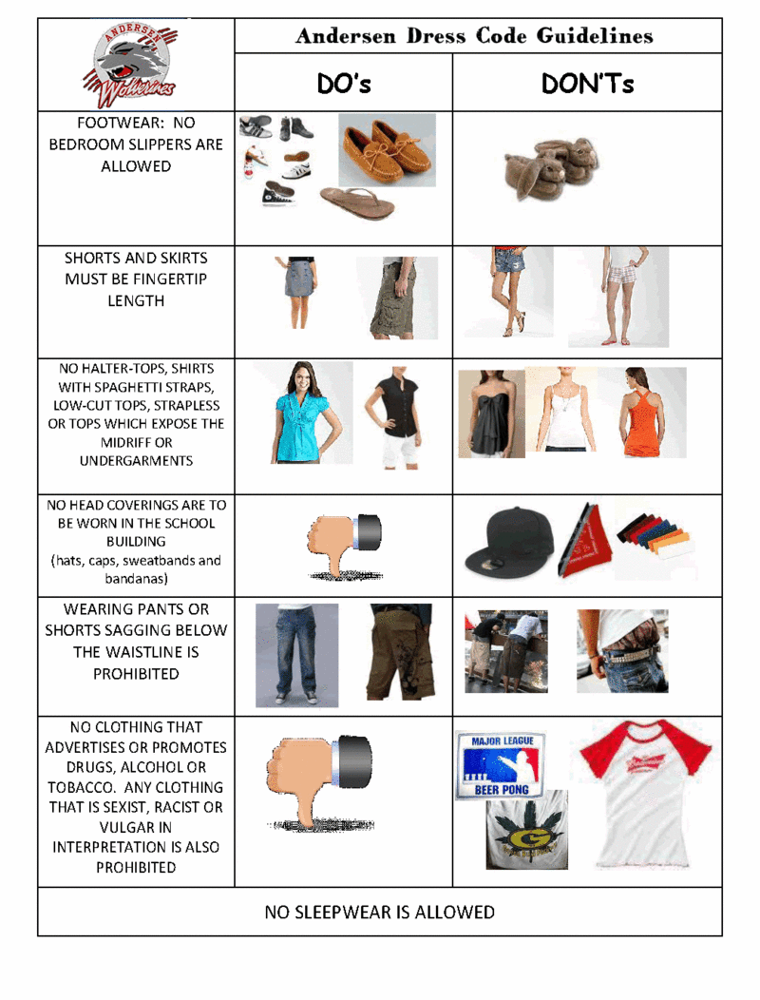 ANDERSEN
Wolverines
Andersen Dress Code Guidelines
DO's
DON'Ts
FOOTWEAR: NO
BEDROOM SLIPPERS ARE
ALLOWED
SHORTS AND SKIRTS
MUST BE FINGERTIP
LENGTH
NO HALTER-TOPS, SHIRTS
WITH SPAGHETTI STRAPS,
LOW-CUT TOPS, STRAPLESS
OR TOPS WHICH EXPOSE THE
MIDRIFF OR
UNDERGARMENTS
NO HEAD COVERINGS ARE TO
BE WORN IN THE SCHOOL
BUILDING
(hats, caps, sweatbands and
bandanas)
WEARING PANTS OR
SHORTS SAGGING BELOW
THE WAISTLINE IS
PROHIBITED
NO CLOTHING THAT
ADVERTISES OR PROMOTES
DRUGS, ALCOHOL OR
TOBACCO. ANY CLOTHING
THAT IS SEXIST, RACIST OR
VULGAR IN
INTERPRETATION IS ALSO
PROHIBITED
MAJOR LEAGUE
BEER PONG
G
Budweiser
NO SLEEPWEAR IS ALLOWED